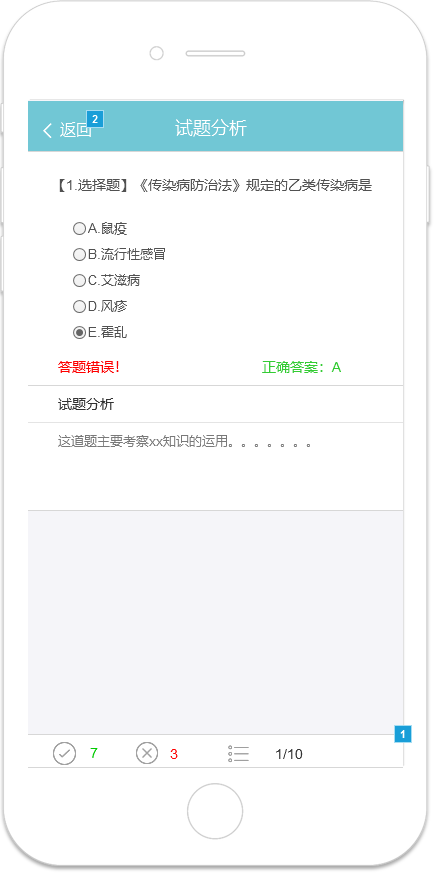 返回 2 试题分析
【1.选择题】《传染病防治法》规定的乙类传染病是
A.鼠疫
B.流行性感冒
C.艾滋病
D.风疹
E.霍乱
答题错误! 正确答案：A
试题分析
这道题主要考察xx知识的运用。。。。。。。
1
7 3 1/10